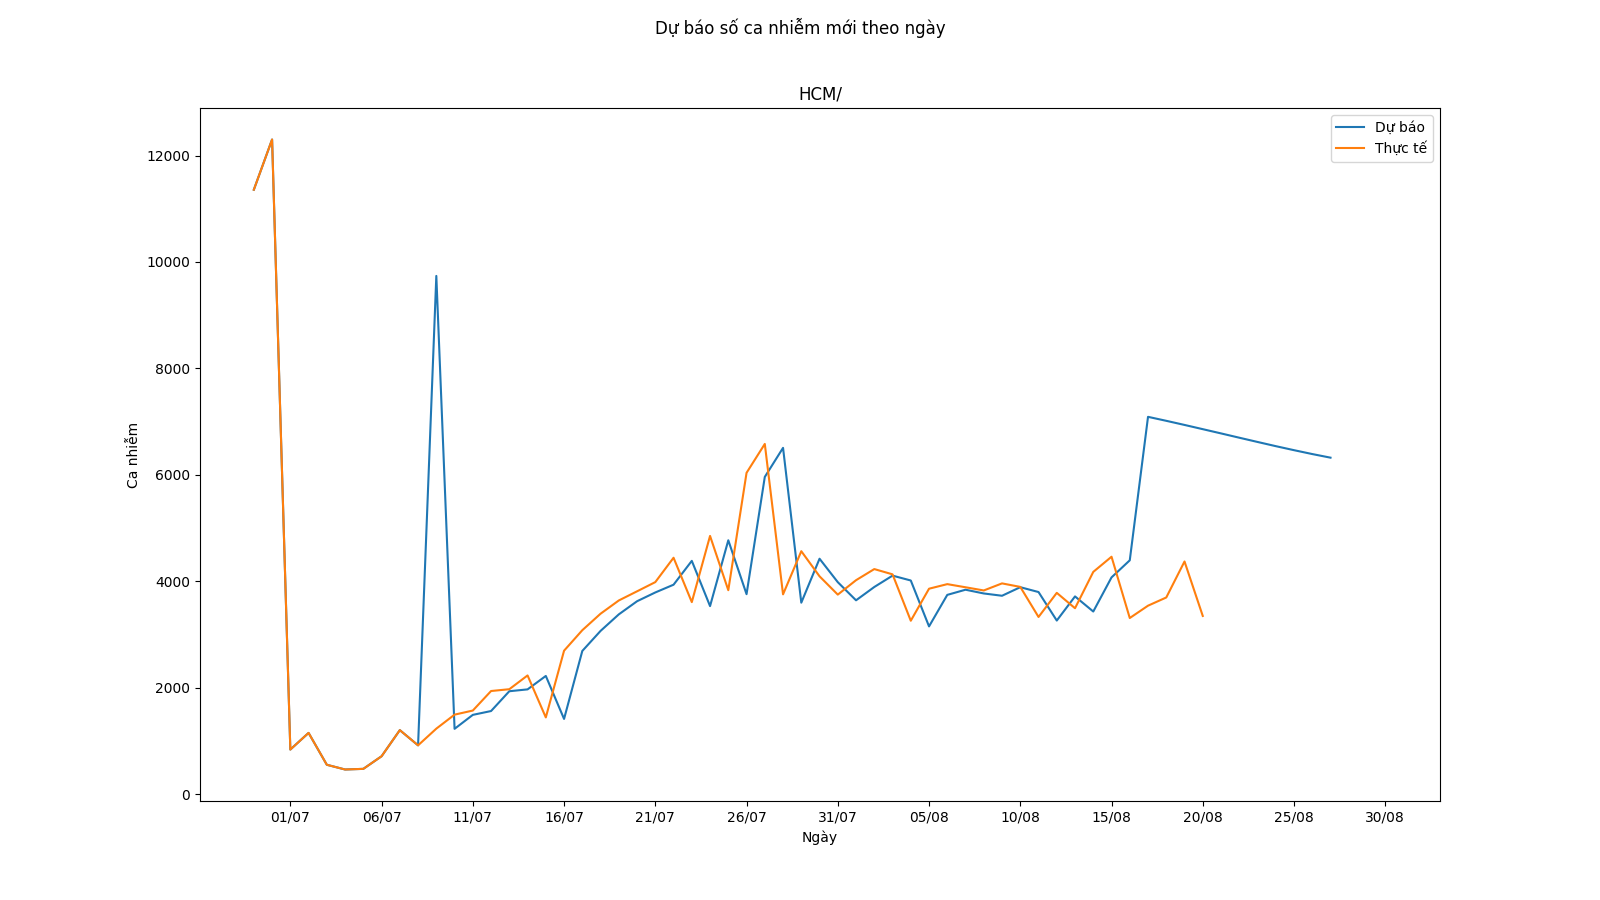 Dự báo số ca nhiễm mới theo ngày
HCM/
Dự báo
Thực tế
12000
10000
8000
6000
4000
2000
0
Ca nhiễm
01/07 06/07 11/07 16/07 21/07 26/07 31/07 05/08 10/08 15/08 20/08 25/08 30/08
Ngày